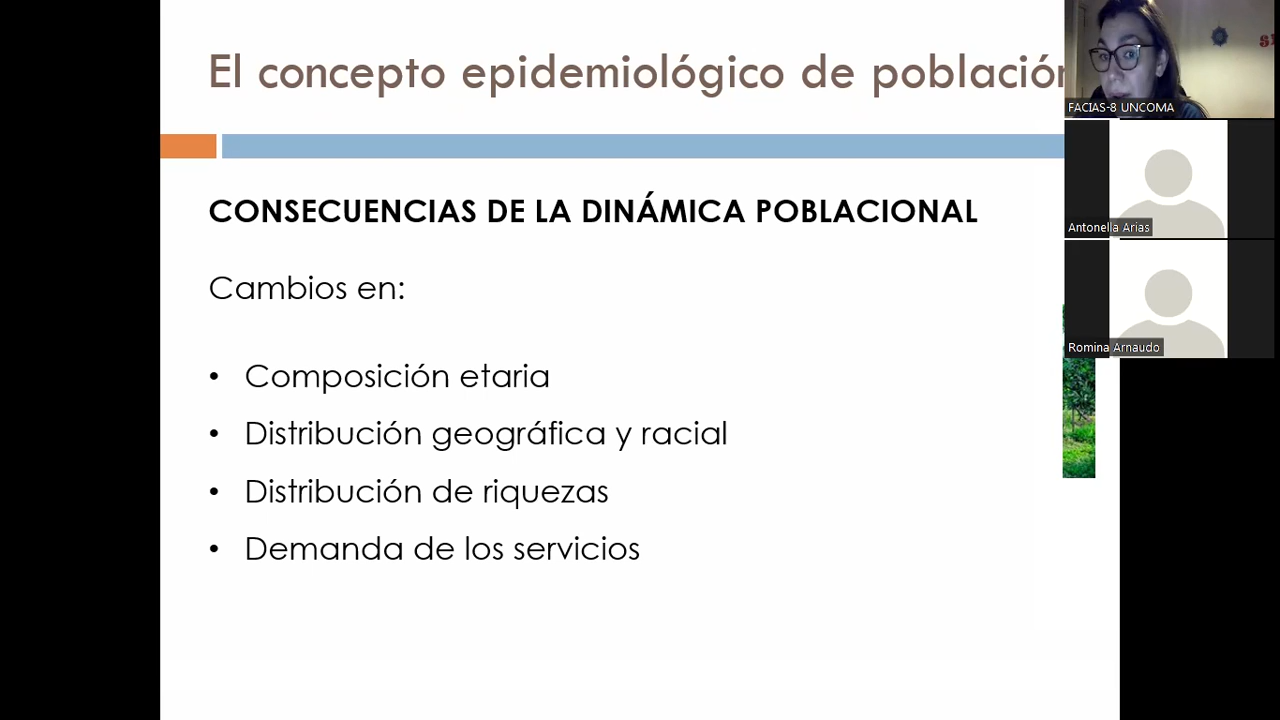 El concepto epidemiológico de población
FACIAS-8 UNCOMA
Antonella Arias
Romina Arnaudo
CONSECUENCIAS DE LA DINÁMICA POBLACIONAL
Cambios en:
• Composición etaria
• Distribución geográfica y racial
• Distribución de riquezas
• Demanda de los servicios